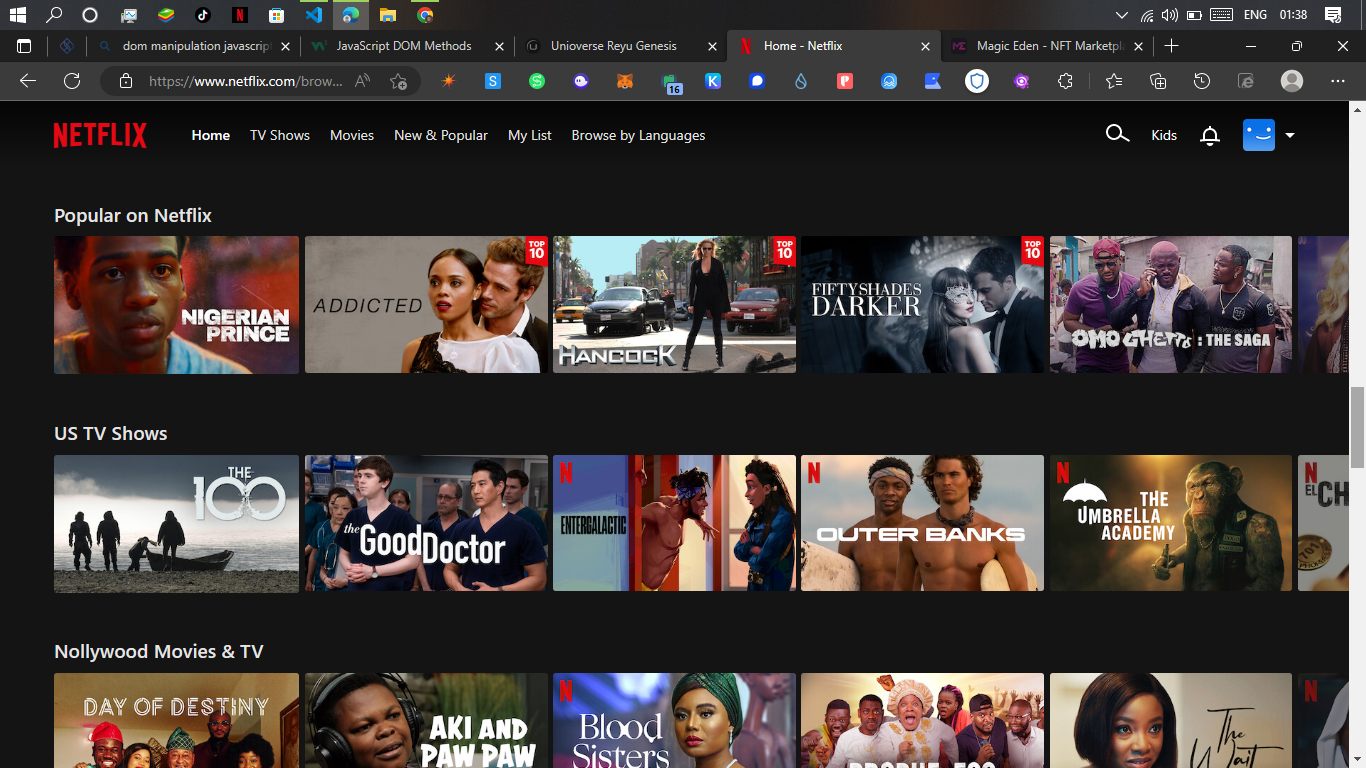 ENG 01:38
dom manipulation javascrip
JavaScript DOM Methods
Unioverse Reyu Genesis
Home - Netflix
Magic Eden - NFT Marketpla
https://www.netflix.com/brow...
16
NETFLIX Home TV Shows Movies New & Popular My List Browse by Languages Kids
Popular on Netflix
NIGERIAN
PRINCE
ADDICTED
TOP
10
HANCOCK
TOP
10
FIFTY SHADES
DARKER
TOP
10
OMO GHETTO: THE SAGA
US TV Shows
THE
100
the Good Doctor
ENTERGALACTIC
OUTER BANKS
THE
UMBRELLA
ACADEMY
EL
CH
Nollywood Movies & TV
DAY OF DESTINY
AKI AND
PAW PAW
Blood
Sisters
The
Wait